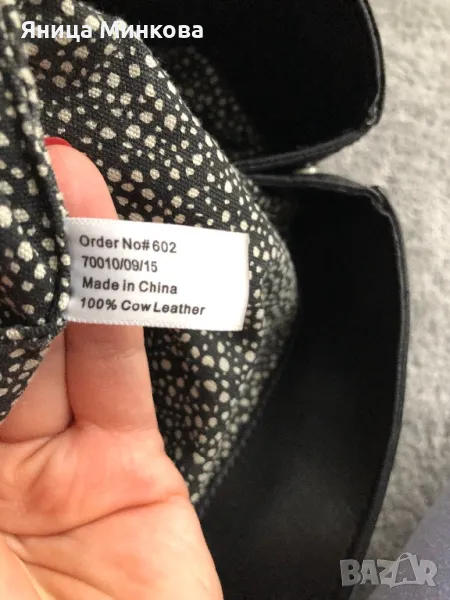 Яница Минкова
Order No# 602
70010/09/15
Made in China
100% Cow Leather
BAZAR